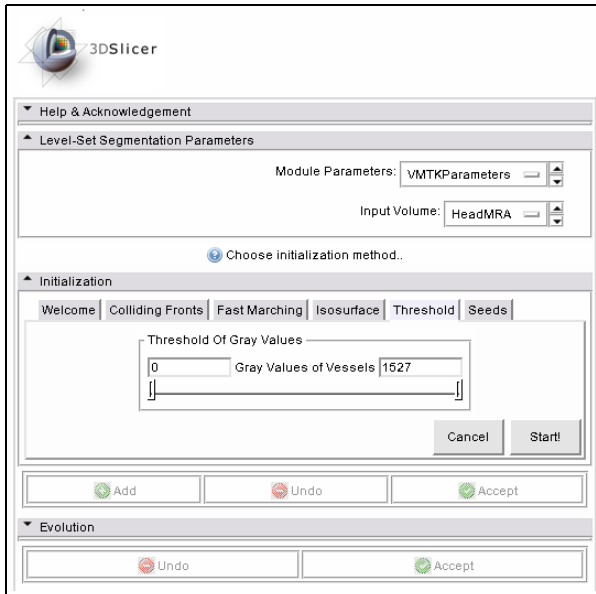 3DSlicer
Help & Acknowledgement
Level-Set Segmentation Parameters
Module Parameters: VMTKParameters
Input Volume: HeadMRA
Choose initialization method..
Initialization
Welcome Colliding Fronts Fast Marching Isosurface Threshold Seeds
Threshold Of Gray Values
0 Gray Values of Vessels 1527
Cancel Start!
Add Undo Accept
Evolution
Undo Accept